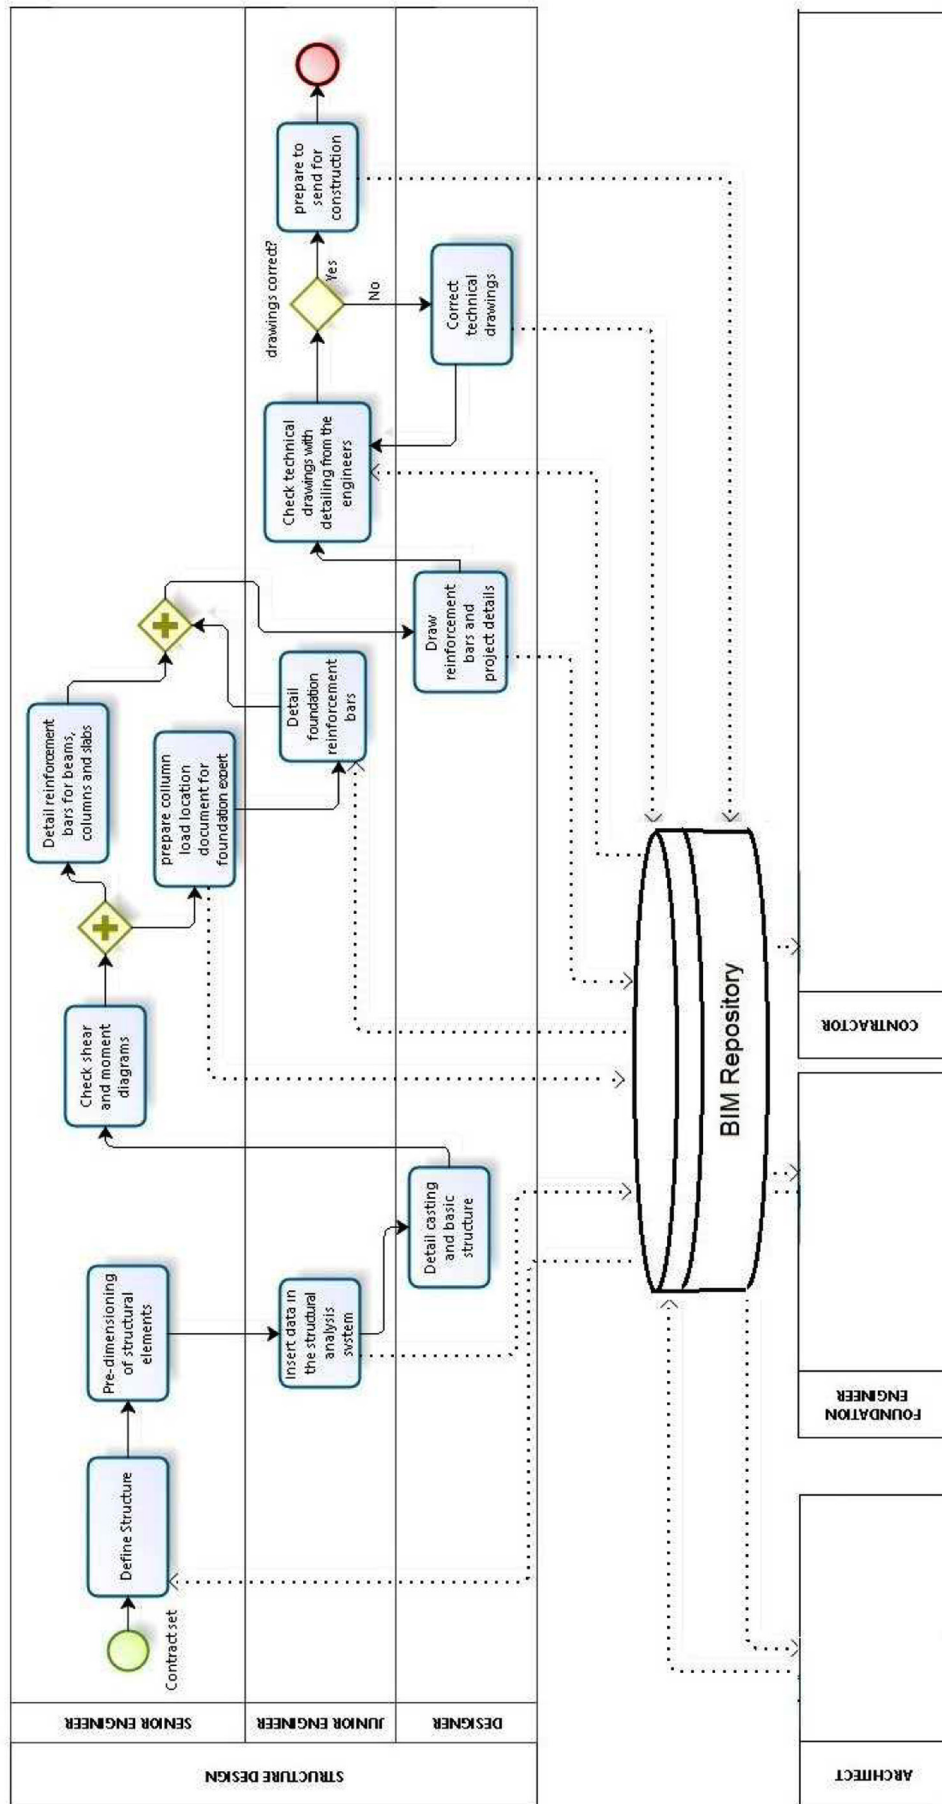 STRUCTURE DESIGN
SENIOR ENGINEER
JUNIOR ENGINEER
DESIGNER
Contract set
Define Structure
Pre-dimensioning
of structural
elements
Insert data in
the structural
analysis
system
Detail casting
and basic
structure
Check shear
and moment
diagrams
Detail reinforcement
bars for beams,
columns and slabs
prepare column
load location
document for
foundation expert
Detail
foundation
reinforcement
bars
Draw
reinforcement
bars and
project details
Check technical
drawings with
detailing from the
engineers
drawings correct?
Yes
No
Correct
technical
drawings
prepare to
send for
construction
BIM Repository
ARCHITECT
FOUNDATION
ENGINEER
CONTRACTOR